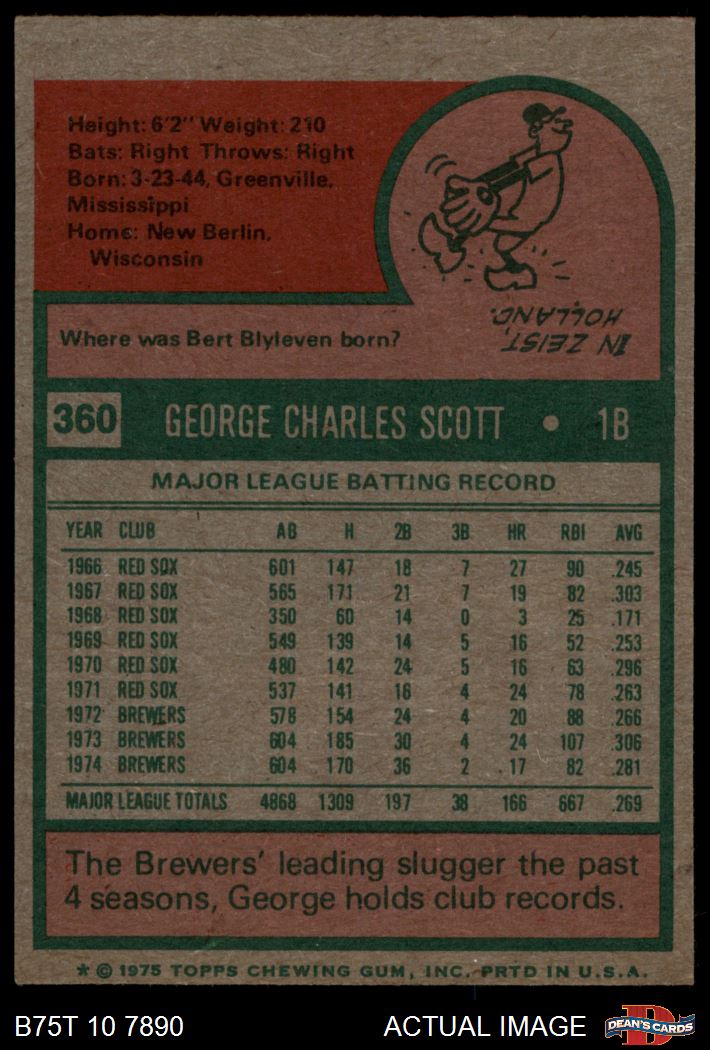 Height: 6'2" Weight: 210
Bats: Right Throws: Right
Born: 3-23-44, Greenville,
Mississippi
Home: New Berlin,
Wisconsin
Where was Bert Blyleven born?
IN ZEIST,
HOLLAND.
360 GEORGE CHARLES SCOTT • 1B
MAJOR LEAGUE BATTING RECORD
YEAR CLUB AB H 2B 3B HR RBI AVG
1966 RED SOX 601 147 18 7 27 90 .245
1967 RED SOX 565 171 21 7 19 82 .303
1968 RED SOX 350 60 14 0 3 25 .171
1969 RED SOX 549 139 14 5 16 52 .253
1970 RED SOX 480 142 24 5 16 63 .296
1971 RED SOX 537 141 16 4 24 78 .263
1972 BREWERS 578 154 24 4 20 88 .266
1973 BREWERS 604 185 30 4 24 107 .306
1974 BREWERS 604 170 36 2 17 82 .281
MAJOR LEAGUE TOTALS 4868 1309 197 38 166 667 .269
The Brewers' leading slugger the past
4 seasons, George holds club records.
* © 1975 TOPPS CHEWING GUM, INC. PRTD IN U.S.A.
B75T 10 7890 ACTUAL IMAGE D DEAN'S CARDS